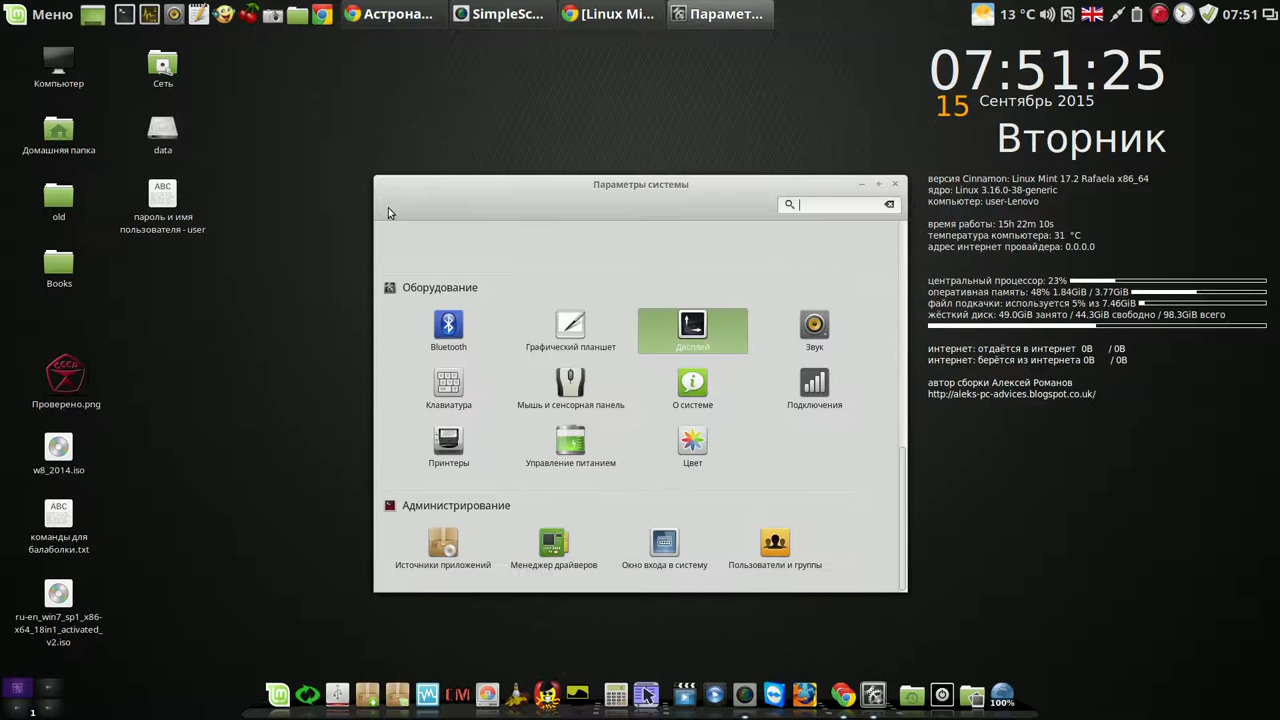 Меню
Астрона...
SimpleSc...
[Linux Mi...
Парамет...
13 °C
07:51
Компьютер
Сеть
Домашняя папка
data
old
ABC
пароль и имя
пользователя - user
Books
СССР
Проверено.png
w8_2014.iso
ABC
команды для
балаболки.txt
ru-en_win7_sp1_x86-
x64_18in1_activated_
v2.iso
Параметры системы
Оборудование
Bluetooth
Графический планшет
Дисплей
Звук
Клавиатура
Мышь и сенсорная панель
О системе
Подключения
Принтеры
Управление питанием
Цвет
Администрирование
Источники приложений
Менеджер драйверов
Окно входа в систему
Пользователи и группы
07:51:25
15 Сентябрь 2015
Вторник
версия Cinnamon: Linux Mint 17.2 Rafaela x86_64
ядро: Linux 3.16.0-38-generic
компьютер: user-Lenovo
время работы: 15h 22m 10s
температура компьютера: 31 °C
адрес интернет провайдера: 0.0.0.0
центральный процессор: 23%
оперативная память: 48% 1.84GiB / 3.77GiB
файл подкачки: используется 5% из 7.46GiB
жёсткий диск: 49.0GiB занято / 44.3GiB свободно / 98.3GiB всего
интернет: отдаётся в интернет 0B / 0B
интернет: берётся из интернета 0B / 0B
автор сборки Алексей Романов
http://aleks-pc-advices.blogspot.co.uk/
1
CM
100%